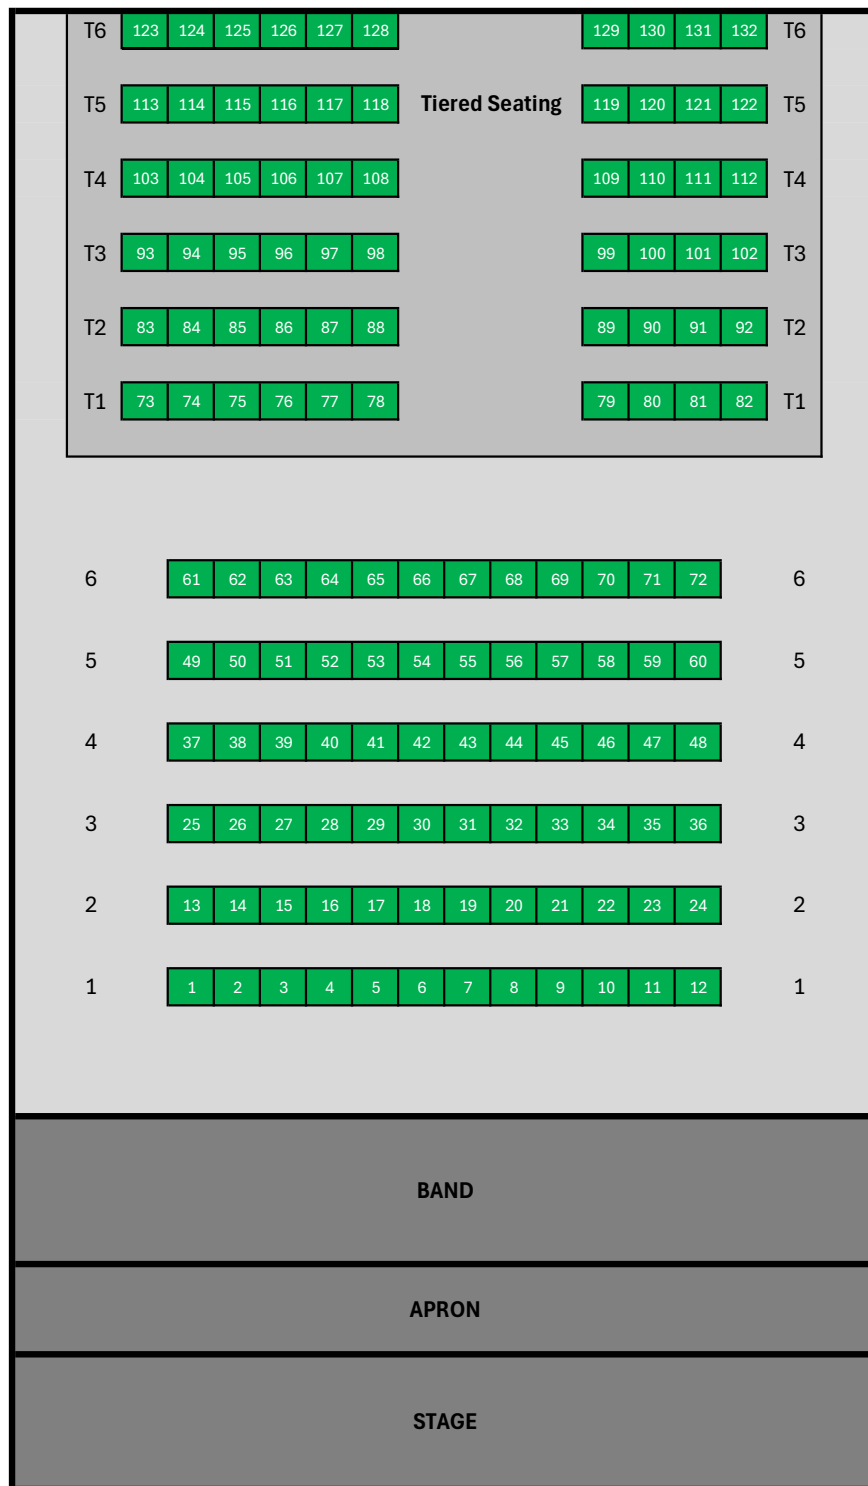 T6 123 124 125 126 127 128 129 130 131 132 T6
T5 113 114 115 116 117 118 Tiered Seating 119 120 121 122 T5
T4 103 104 105 106 107 108 109 110 111 112 T4
T3 93 94 95 96 97 98 99 100 101 102 T3
T2 83 84 85 86 87 88 89 90 91 92 T2
T1 73 74 75 76 77 78 79 80 81 82 T1
6 61 62 63 64 65 66 67 68 69 70 71 72 6
5 49 50 51 52 53 54 55 56 57 58 59 60 5
4 37 38 39 40 41 42 43 44 45 46 47 48 4
3 25 26 27 28 29 30 31 32 33 34 35 36 3
2 13 14 15 16 17 18 19 20 21 22 23 24 2
1 1 2 3 4 5 6 7 8 9 10 11 12 1
BAND
APRON
STAGE